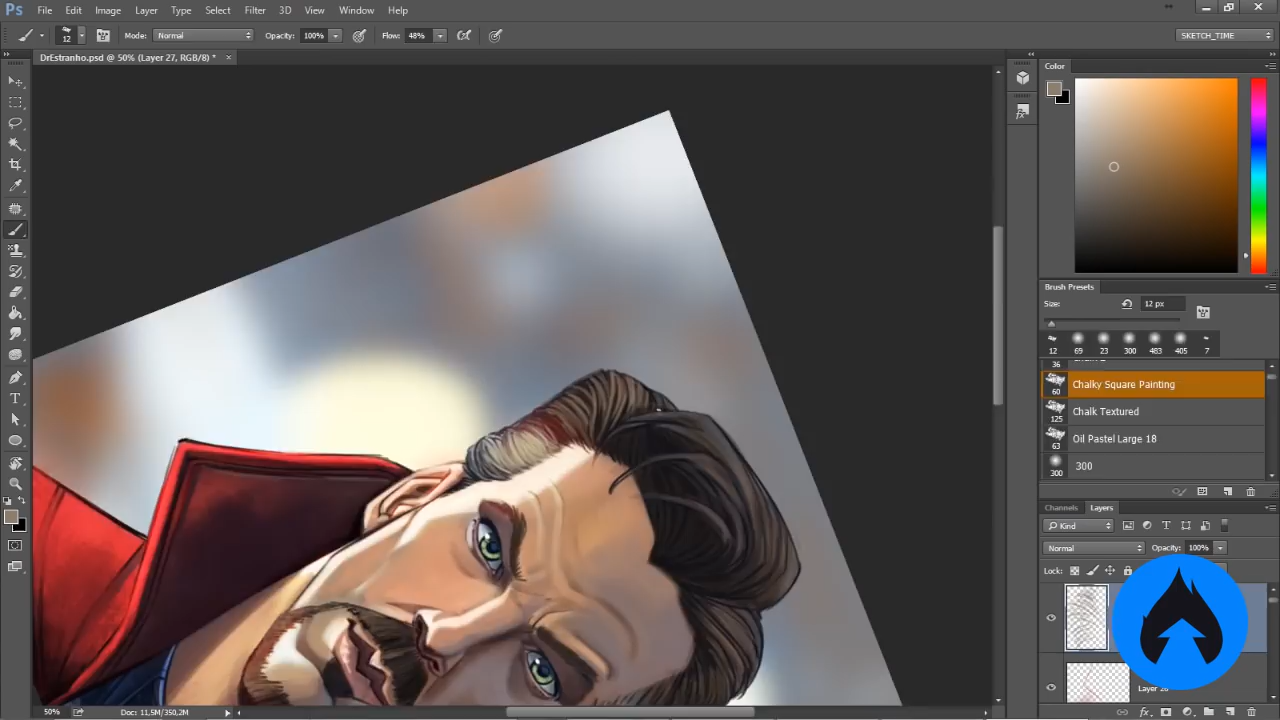 Ps File Edit Image Layer Type Select Filter 3D View Window Help
12 Mode: Normal Opacity: 100% Flow: 48% SKETCH_TIME
DrEstranho.psd @ 50% (Layer 27, RGB/8) * ×
Color
Brush Presets
Size: 12 px
12 69 23 300 483 405 7
36
60 Chalky Square Painting
125 Chalk Textured
63 Oil Pastel Large 18
300 300
Channels Layers
Kind
Normal Opacity: 100%
Lock:
Layer
50% Doc: 11,5M/350,2M
fx